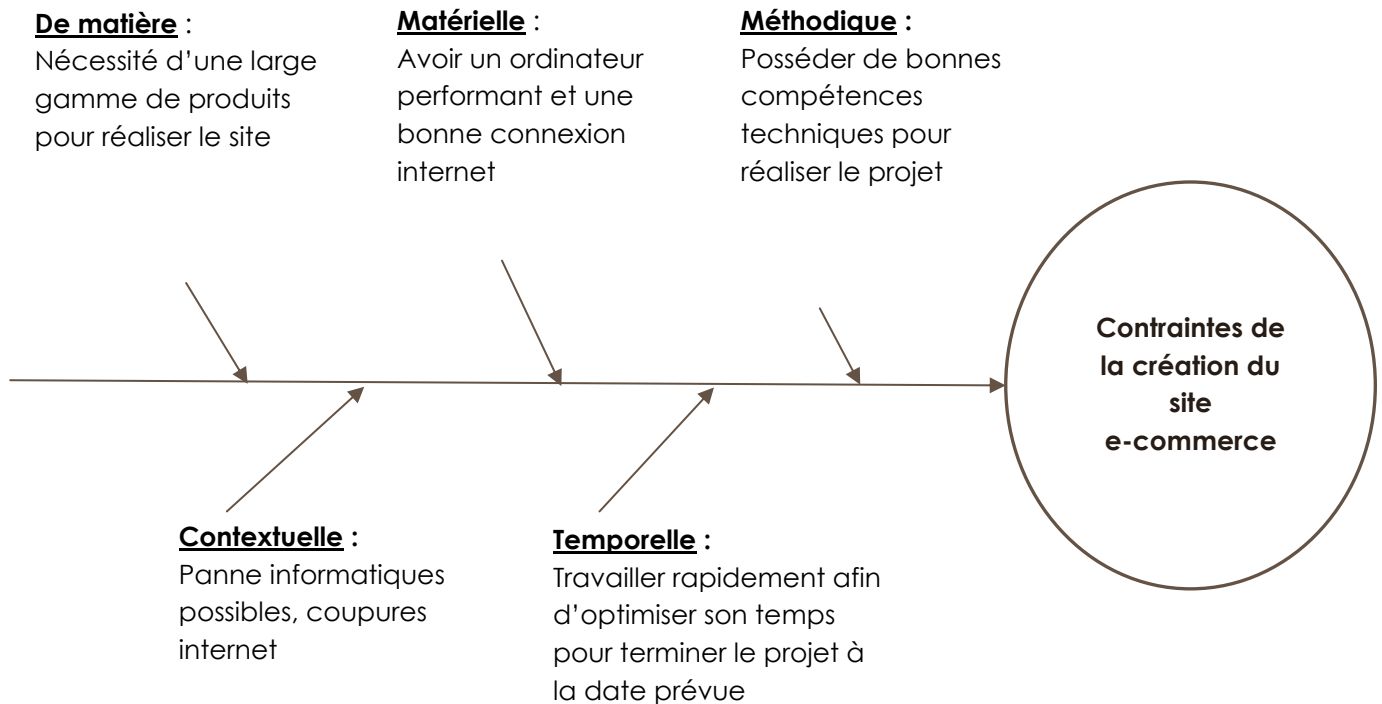 De matière :
Nécessité d’une large
gamme de produits
pour réaliser le site
Matérielle :
Avoir un ordinateur
performant et une
bonne connexion
internet
Méthodique :
Posséder de bonnes
compétences
techniques pour
réaliser le projet
Contraintes de
la création du
site
e-commerce
Contextuelle :
Panne informatiques
possibles, coupures
internet
Temporelle :
Travailler rapidement afin
d’optimiser son temps
pour terminer le projet à
la date prévue